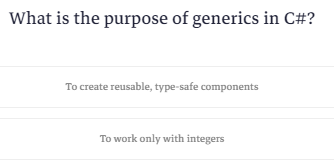 What is the purpose of generics in C#?
To create reusable, type-safe components
To work only with integers